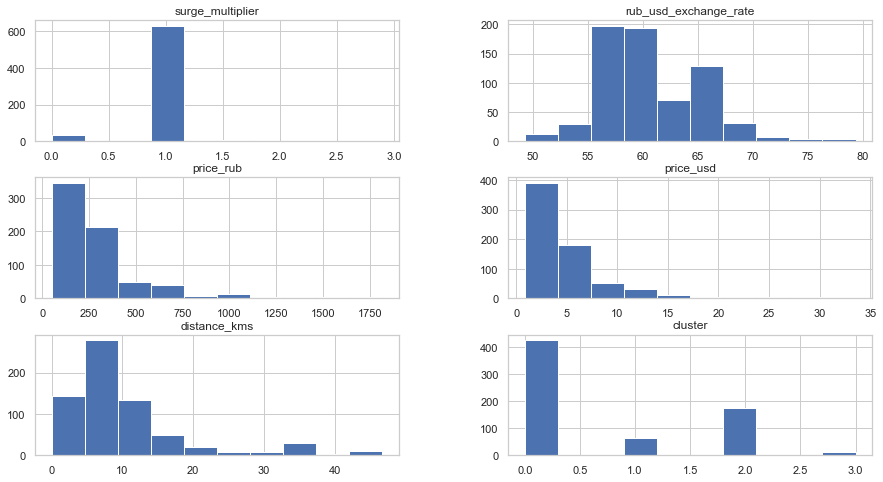 surge_multiplier
600
400
200
0
0.0 0.5 1.0 1.5 2.0 2.5 3.0
rub_usd_exchange_rate
200
150
100
50
0
50 55 60 65 70 75 80
price_rub
300
200
100
0
0 250 500 750 1000 1250 1500 1750
price_usd
400
300
200
100
0
0 5 10 15 20 25 30 35
distance_kms
200
100
0
0 10 20 30 40
cluster
400
300
200
100
0
0.0 0.5 1.0 1.5 2.0 2.5 3.0